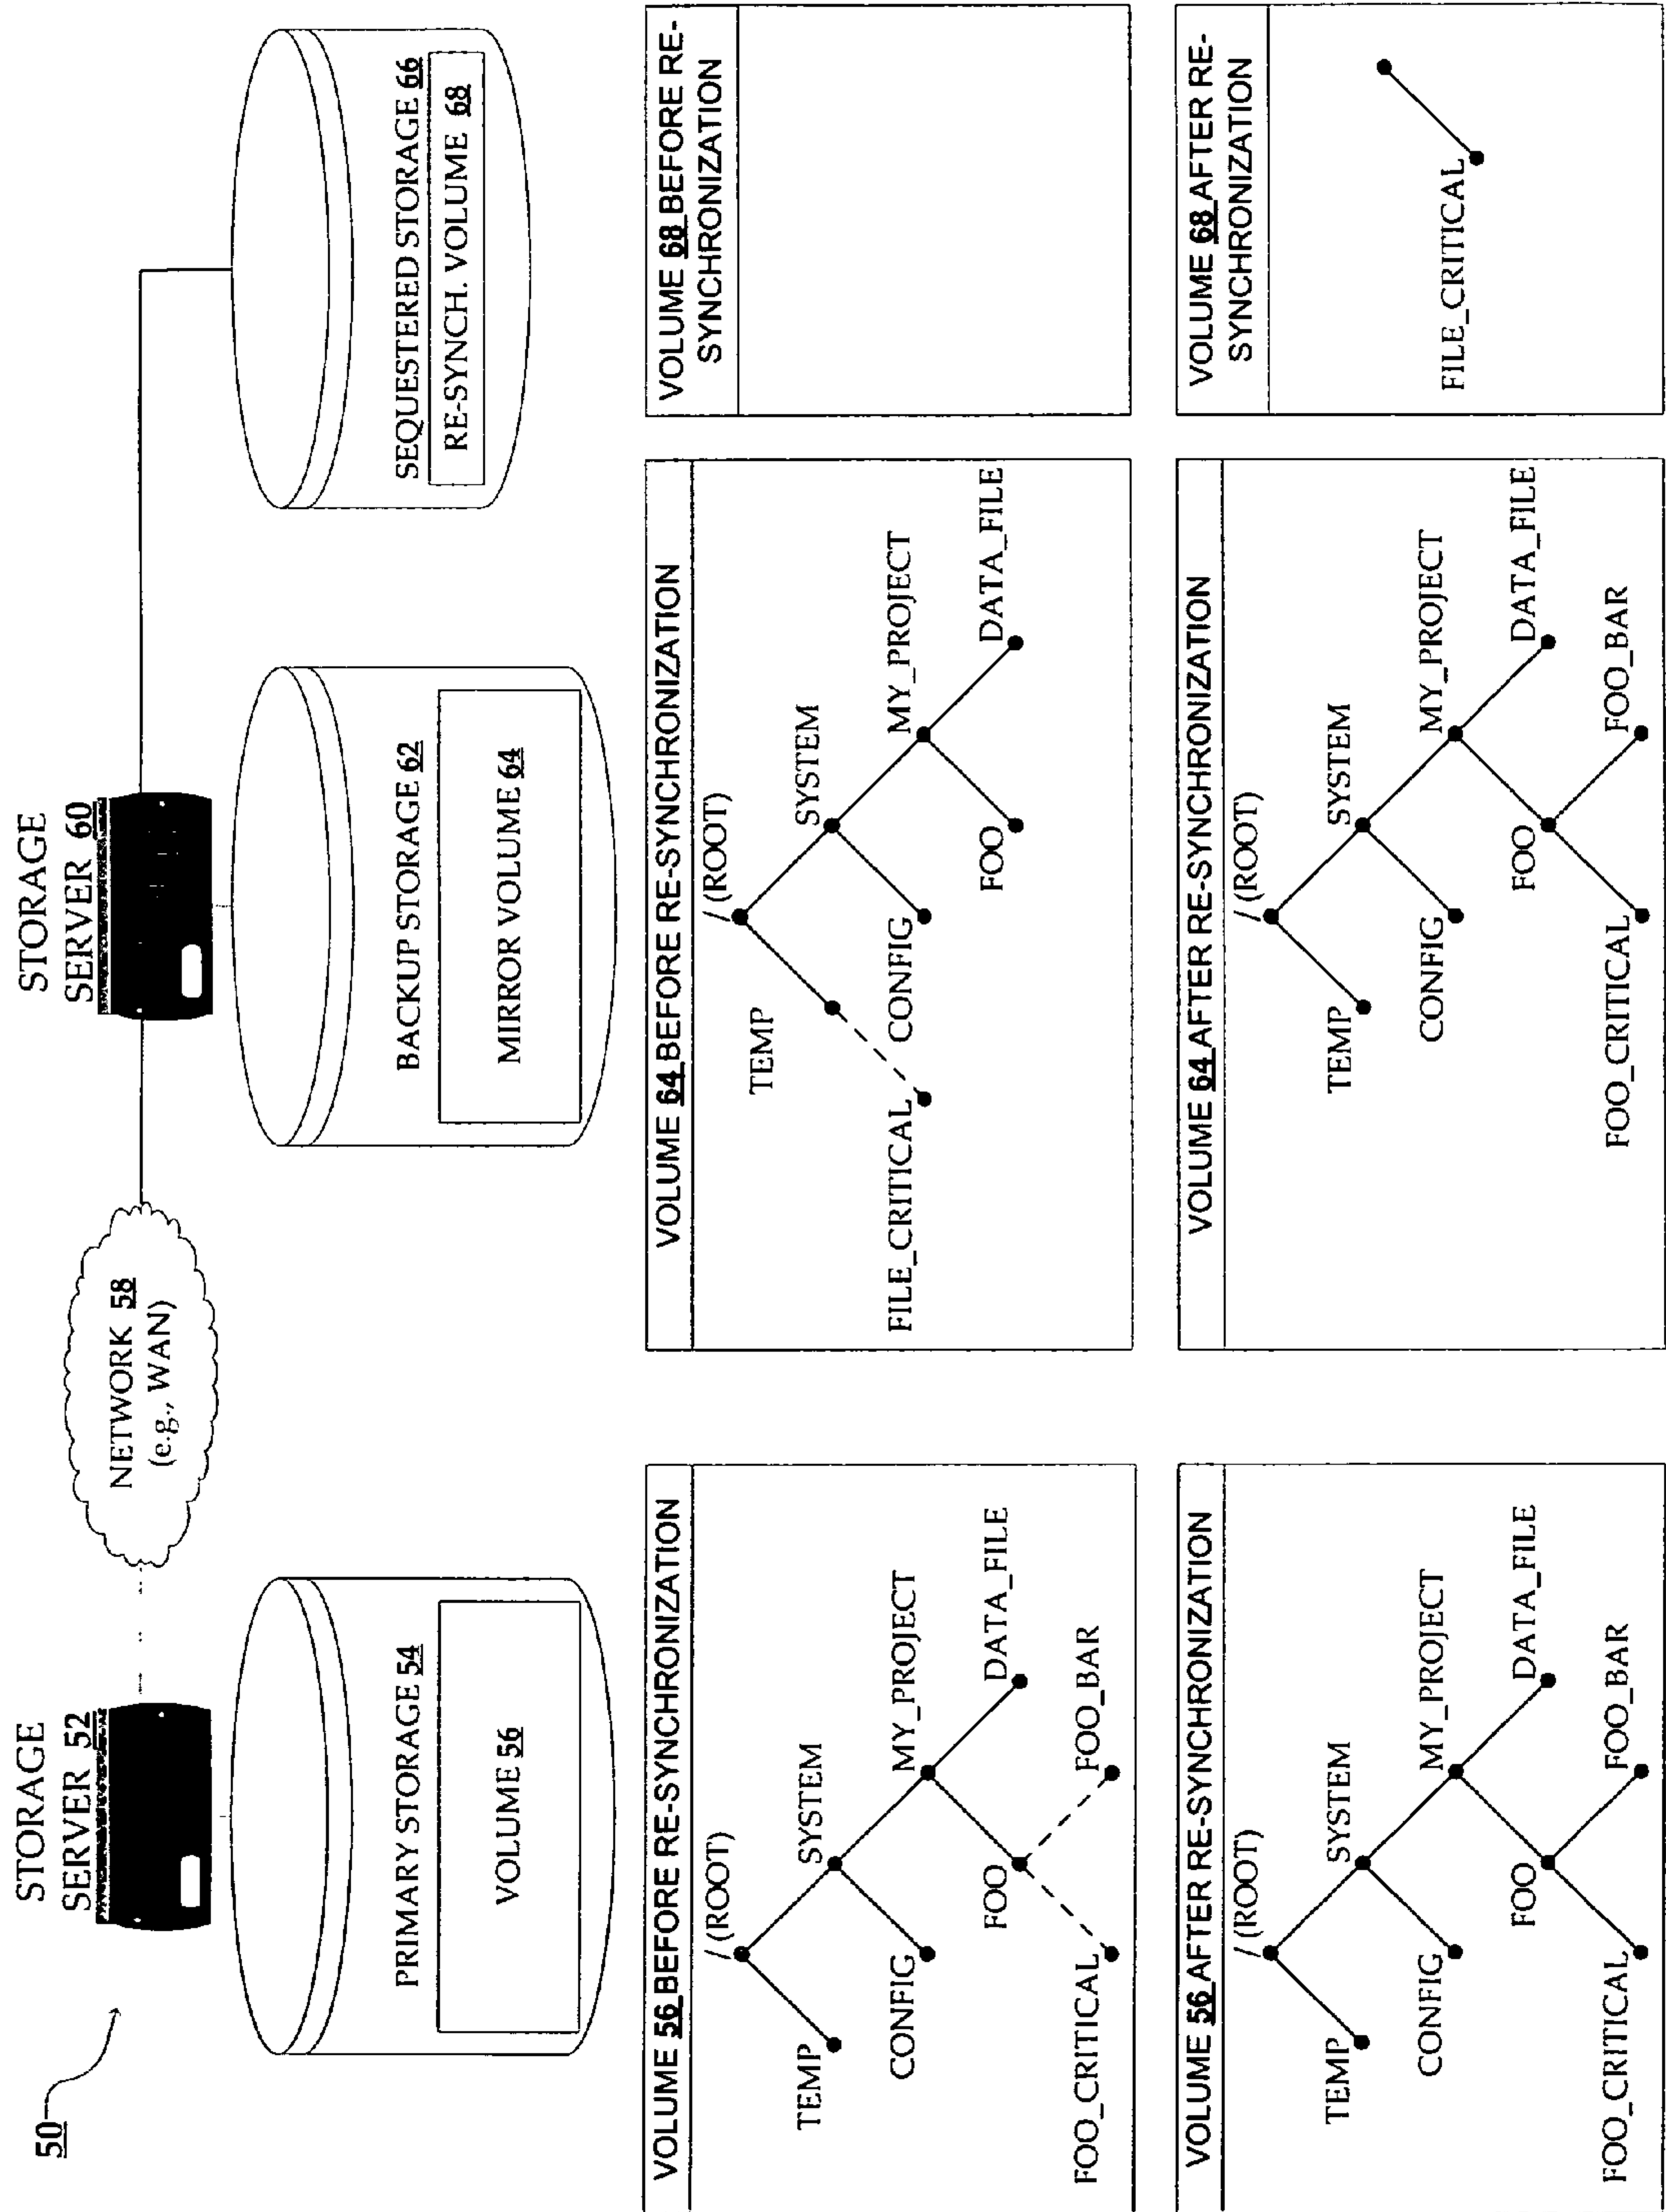 50
STORAGE
SERVER 52
NETWORK 58
(e.g., WAN)
STORAGE
SERVER 60
PRIMARY STORAGE 54
VOLUME 56
BACKUP STORAGE 62
MIRROR VOLUME 64
SEQUESTERED STORAGE 66
RE-SYNCH. VOLUME 68
VOLUME 56 BEFORE RE-SYNCHRONIZATION
/ (ROOT)
TEMP
SYSTEM
CONFIG
MY_PROJECT
FOO
DATA_FILE
FOO_CRITICAL
FOO_BAR
VOLUME 64 BEFORE RE-SYNCHRONIZATION
/ (ROOT)
TEMP
SYSTEM
FILE_CRITICAL
CONFIG
MY_PROJECT
FOO
DATA_FILE
VOLUME 68 BEFORE RE-
SYNCHRONIZATION
VOLUME 56 AFTER RE-SYNCHRONIZATION
/ (ROOT)
TEMP
SYSTEM
CONFIG
MY_PROJECT
FOO
DATA_FILE
FOO_CRITICAL
FOO_BAR
VOLUME 64 AFTER RE-SYNCHRONIZATION
/ (ROOT)
TEMP
SYSTEM
CONFIG
MY_PROJECT
FOO
DATA_FILE
FOO_CRITICAL
FOO_BAR
VOLUME 68 AFTER RE-
SYNCHRONIZATION
FILE_CRITICAL